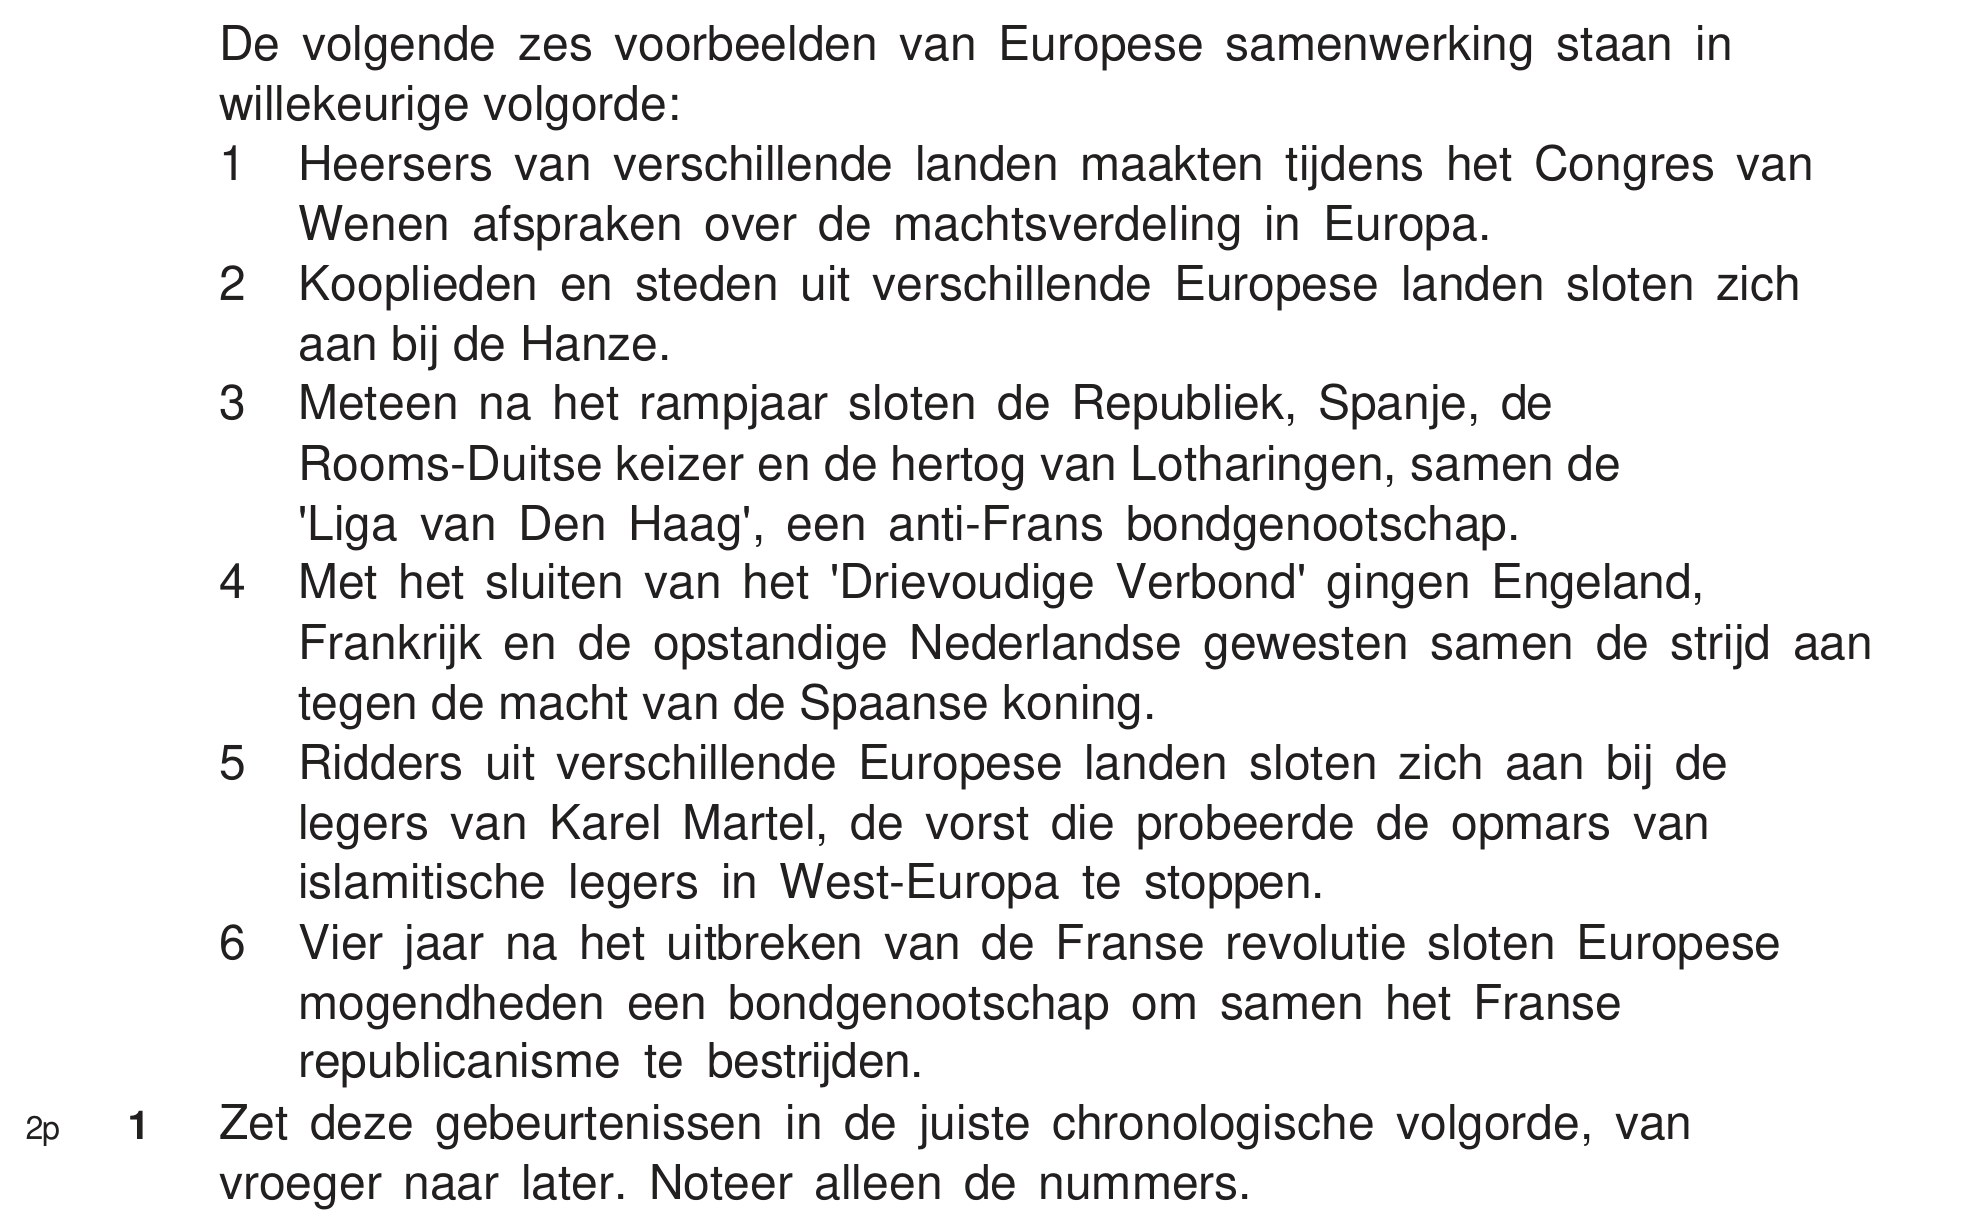 De volgende zes voorbeelden van Europese samenwerking staan in
willekeurige volgorde:
1 Heersers van verschillende landen maakten tijdens het Congres van
Wenen afspraken over de machtsverdeling in Europa.
2 Kooplieden en steden uit verschillende Europese landen sloten zich
aan bij de Hanze.
3 Meteen na het rampjaar sloten de Republiek, Spanje, de
Rooms-Duitse keizer en de hertog van Lotharingen, samen de
'Liga van Den Haag', een anti-Frans bondgenootschap.
4 Met het sluiten van het 'Drievoudige Verbond' gingen Engeland,
Frankrijk en de opstandige Nederlandse gewesten samen de strijd aan
tegen de macht van de Spaanse koning.
5 Ridders uit verschillende Europese landen sloten zich aan bij de
legers van Karel Martel, de vorst die probeerde de opmars van
islamitische legers in West-Europa te stoppen.
6 Vier jaar na het uitbreken van de Franse revolutie sloten Europese
mogendheden een bondgenootschap om samen het Franse
republicanisme te bestrijden.
2p 1 Zet deze gebeurtenissen in de juiste chronologische volgorde, van
vroeger naar later. Noteer alleen de nummers.